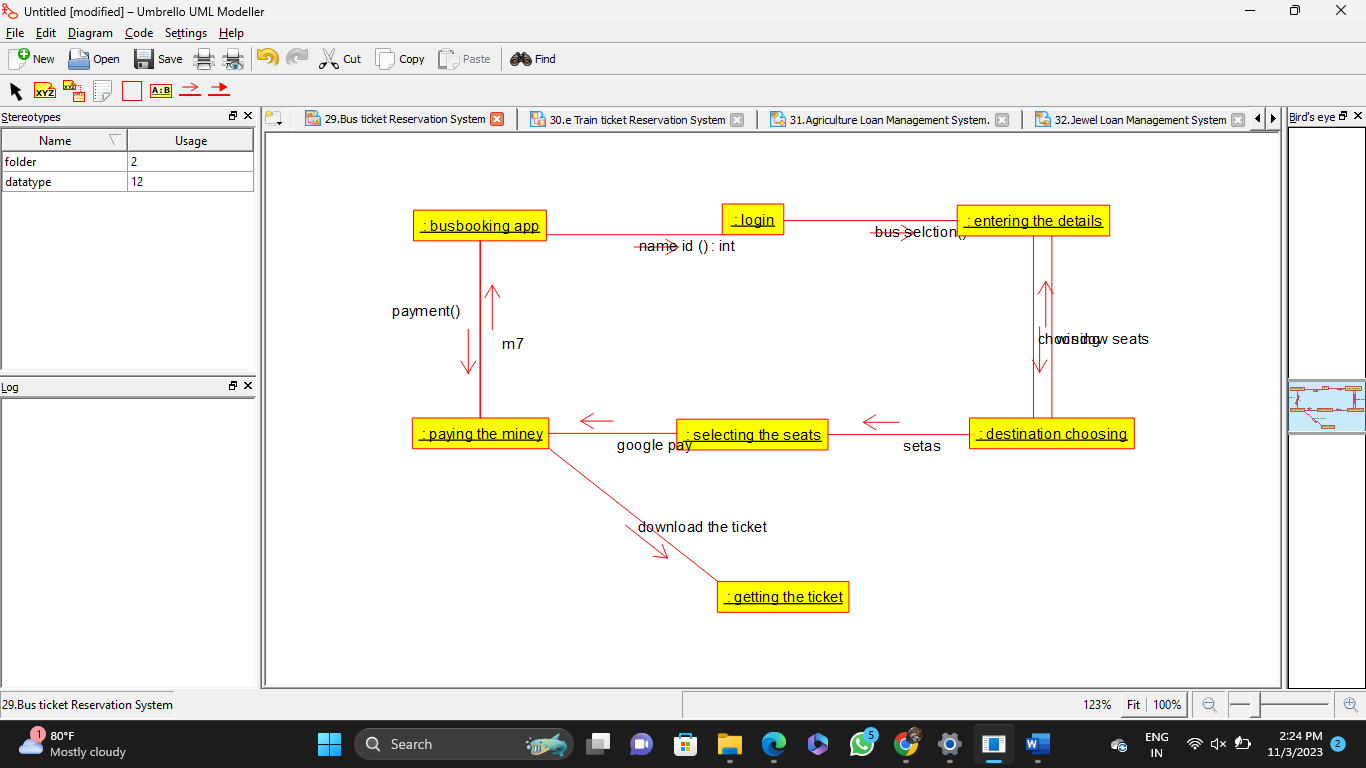 Untitled [modified] – Umbrello UML Modeller
File Edit Diagram Code Settings Help
New Open Save Cut Copy Paste Find
XYZ XYZ A:B
Stereotypes
Name Usage
folder 2
datatype 12
Log
29.Bus ticket Reservation System 30.e Train ticket Reservation System 31.Agriculture Loan Management System. 32.Jewel Loan Management System
Bird's eye
: busbooking app
: login
: entering the details
name id () : int
bus selction()
payment()
m7
choosing
window seats
: paying the miney
: selecting the seats
: destination choosing
google pay
setas
download the ticket
: getting the ticket
29.Bus ticket Reservation System
123% Fit 100%
1
80°F
Mostly cloudy
Search
5
ENG
IN
2:24 PM
11/3/2023
2